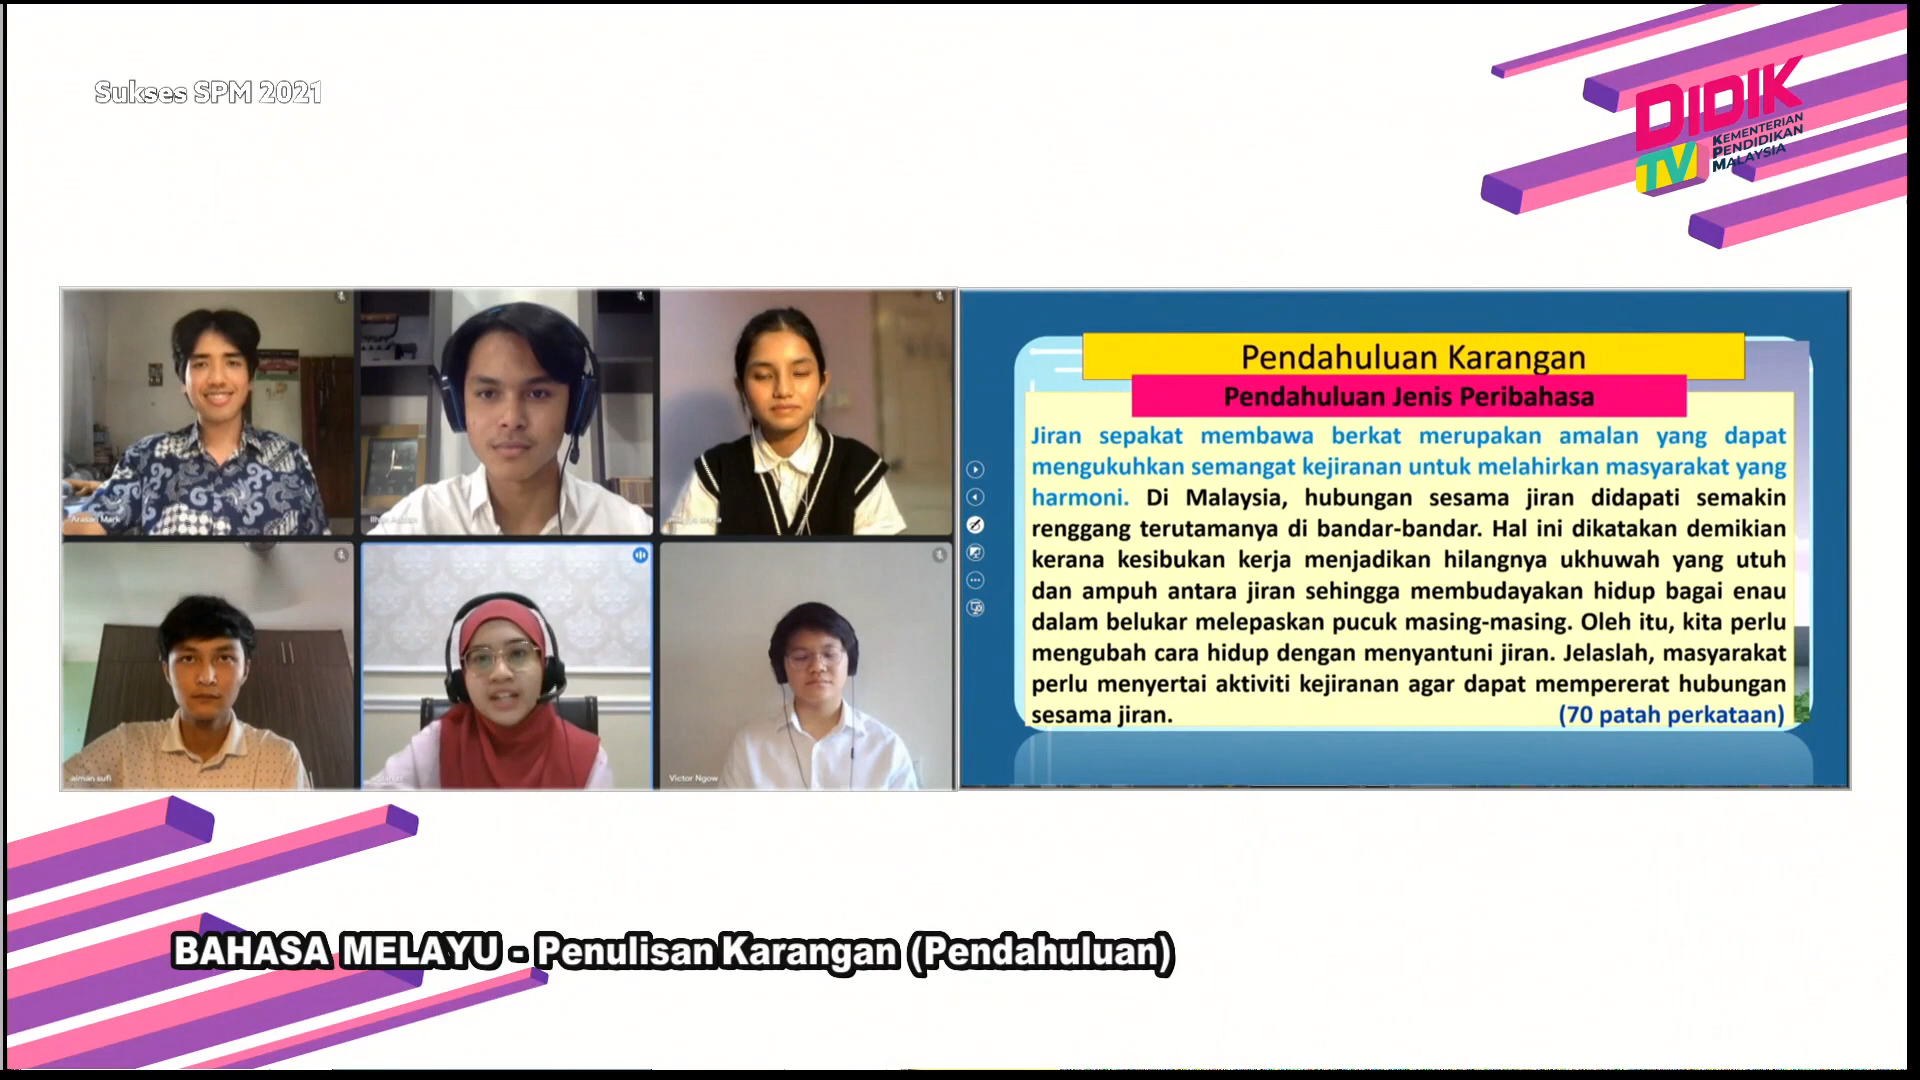 Sukses SPM 2021
DIDIK
TV
KEMENTERIAN
PENDIDIKAN
MALAYSIA
Arasan Mark
aiman sufi
Victor Ngow
Pendahuluan Karangan
Pendahuluan Jenis Peribahasa
Jiran sepakat membawa berkat merupakan amalan yang dapat
mengukuhkan semangat kejiranan untuk melahirkan masyarakat yang
harmoni. Di Malaysia, hubungan sesama jiran didapati semakin
renggang terutamanya di bandar-bandar. Hal ini dikatakan demikian
kerana kesibukan kerja menjadikan hilangnya ukhuwah yang utuh
dan ampuh antara jiran sehingga membudayakan hidup bagai enau
dalam belukar melepaskan pucuk masing-masing. Oleh itu, kita perlu
mengubah cara hidup dengan menyantuni jiran. Jelaslah, masyarakat
perlu menyertai aktiviti kejiranan agar dapat mempererat hubungan
sesama jiran. (70 patah perkataan)
BAHASA MELAYU - Penulisan Karangan (Pendahuluan)